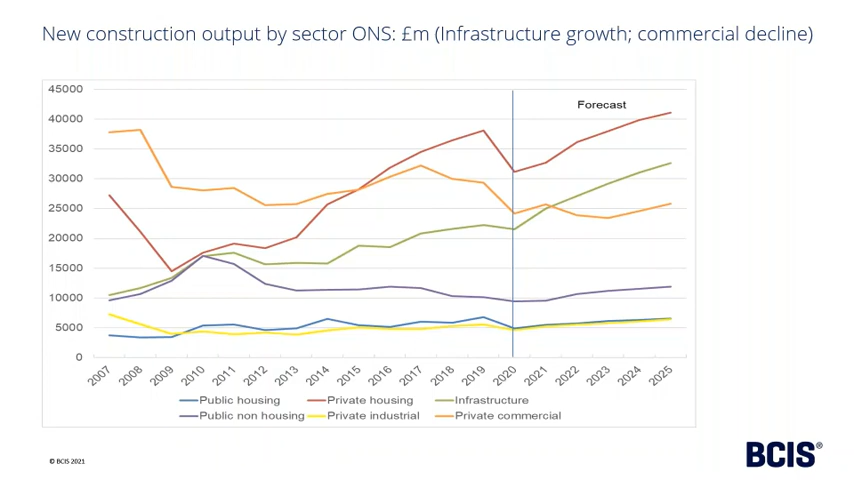 New construction output by sector ONS: £m (Infrastructure growth; commercial decline)
45000
40000
35000
30000
25000
20000
15000
10000
5000
0
Forecast
2007 2008 2009 2010 2011 2012 2013 2014 2015 2016 2017 2018 2019 2020 2021 2022 2023 2024 2025
Public housing Private housing Infrastructure
Public non housing Private industrial Private commercial
© BCIS 2021
BCIS®